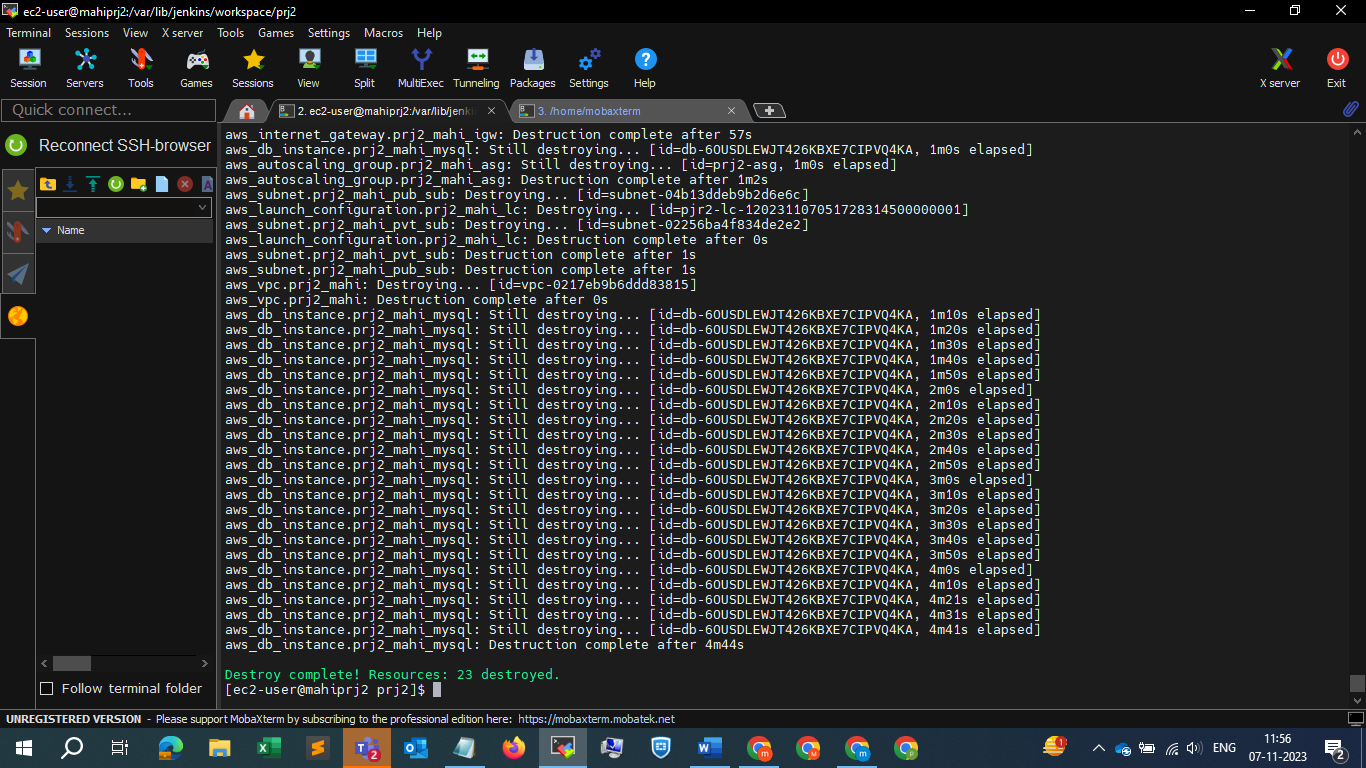 ec2-user@mahiprj2:/var/lib/jenkins/workspace/prj2
Terminal Sessions View X server Tools Games Settings Macros Help
Session Servers Tools Games Sessions View Split MultiExec Tunneling Packages Settings Help X server Exit
Quick connect...
2. ec2-user@mahiprj2:/var/lib/jenki
3. /home/mobaxterm
Reconnect SSH-browser
Name
aws_internet_gateway.prj2_mahi_igw: Destruction complete after 57s
aws_db_instance.prj2_mahi_mysql: Still destroying... [id=db-6OUSDLEWJT426KBXE7CIPVQ4KA, 1m0s elapsed]
aws_autoscaling_group.prj2_mahi_asg: Still destroying... [id=prj2-asg, 1m0s elapsed]
aws_autoscaling_group.prj2_mahi_asg: Destruction complete after 1m2s
aws_subnet.prj2_mahi_pub_sub: Destroying... [id=subnet-04b13ddeb9b2d6e6c]
aws_launch_configuration.prj2_mahi_lc: Destroying... [id=pjr2-lc-120231107051728314500000001]
aws_subnet.prj2_mahi_pvt_sub: Destroying... [id=subnet-02256ba4f834de2e2]
aws_launch_configuration.prj2_mahi_lc: Destruction complete after 0s
aws_subnet.prj2_mahi_pvt_sub: Destruction complete after 1s
aws_subnet.prj2_mahi_pub_sub: Destruction complete after 1s
aws_vpc.prj2_mahi: Destroying... [id=vpc-0217eb9b6ddd83815]
aws_vpc.prj2_mahi: Destruction complete after 0s
aws_db_instance.prj2_mahi_mysql: Still destroying... [id=db-6OUSDLEWJT426KBXE7CIPVQ4KA, 1m10s elapsed]
aws_db_instance.prj2_mahi_mysql: Still destroying... [id=db-6OUSDLEWJT426KBXE7CIPVQ4KA, 1m20s elapsed]
aws_db_instance.prj2_mahi_mysql: Still destroying... [id=db-6OUSDLEWJT426KBXE7CIPVQ4KA, 1m30s elapsed]
aws_db_instance.prj2_mahi_mysql: Still destroying... [id=db-6OUSDLEWJT426KBXE7CIPVQ4KA, 1m40s elapsed]
aws_db_instance.prj2_mahi_mysql: Still destroying... [id=db-6OUSDLEWJT426KBXE7CIPVQ4KA, 1m50s elapsed]
aws_db_instance.prj2_mahi_mysql: Still destroying... [id=db-6OUSDLEWJT426KBXE7CIPVQ4KA, 2m0s elapsed]
aws_db_instance.prj2_mahi_mysql: Still destroying... [id=db-6OUSDLEWJT426KBXE7CIPVQ4KA, 2m10s elapsed]
aws_db_instance.prj2_mahi_mysql: Still destroying... [id=db-6OUSDLEWJT426KBXE7CIPVQ4KA, 2m20s elapsed]
aws_db_instance.prj2_mahi_mysql: Still destroying... [id=db-6OUSDLEWJT426KBXE7CIPVQ4KA, 2m30s elapsed]
aws_db_instance.prj2_mahi_mysql: Still destroying... [id=db-6OUSDLEWJT426KBXE7CIPVQ4KA, 2m40s elapsed]
aws_db_instance.prj2_mahi_mysql: Still destroying... [id=db-6OUSDLEWJT426KBXE7CIPVQ4KA, 2m50s elapsed]
aws_db_instance.prj2_mahi_mysql: Still destroying... [id=db-6OUSDLEWJT426KBXE7CIPVQ4KA, 3m0s elapsed]
aws_db_instance.prj2_mahi_mysql: Still destroying... [id=db-6OUSDLEWJT426KBXE7CIPVQ4KA, 3m10s elapsed]
aws_db_instance.prj2_mahi_mysql: Still destroying... [id=db-6OUSDLEWJT426KBXE7CIPVQ4KA, 3m20s elapsed]
aws_db_instance.prj2_mahi_mysql: Still destroying... [id=db-6OUSDLEWJT426KBXE7CIPVQ4KA, 3m30s elapsed]
aws_db_instance.prj2_mahi_mysql: Still destroying... [id=db-6OUSDLEWJT426KBXE7CIPVQ4KA, 3m40s elapsed]
aws_db_instance.prj2_mahi_mysql: Still destroying... [id=db-6OUSDLEWJT426KBXE7CIPVQ4KA, 3m50s elapsed]
aws_db_instance.prj2_mahi_mysql: Still destroying... [id=db-6OUSDLEWJT426KBXE7CIPVQ4KA, 4m0s elapsed]
aws_db_instance.prj2_mahi_mysql: Still destroying... [id=db-6OUSDLEWJT426KBXE7CIPVQ4KA, 4m10s elapsed]
aws_db_instance.prj2_mahi_mysql: Still destroying... [id=db-6OUSDLEWJT426KBXE7CIPVQ4KA, 4m21s elapsed]
aws_db_instance.prj2_mahi_mysql: Still destroying... [id=db-6OUSDLEWJT426KBXE7CIPVQ4KA, 4m31s elapsed]
aws_db_instance.prj2_mahi_mysql: Still destroying... [id=db-6OUSDLEWJT426KBXE7CIPVQ4KA, 4m41s elapsed]
aws_db_instance.prj2_mahi_mysql: Destruction complete after 4m44s
Destroy complete! Resources: 23 destroyed.
[ec2-user@mahiprj2 prj2]$
Follow terminal folder
UNREGISTERED VERSION - Please support MobaXterm by subscribing to the professional edition here: https://mobaxterm.mobatek.net
ENG
11:56
07-11-2023
2